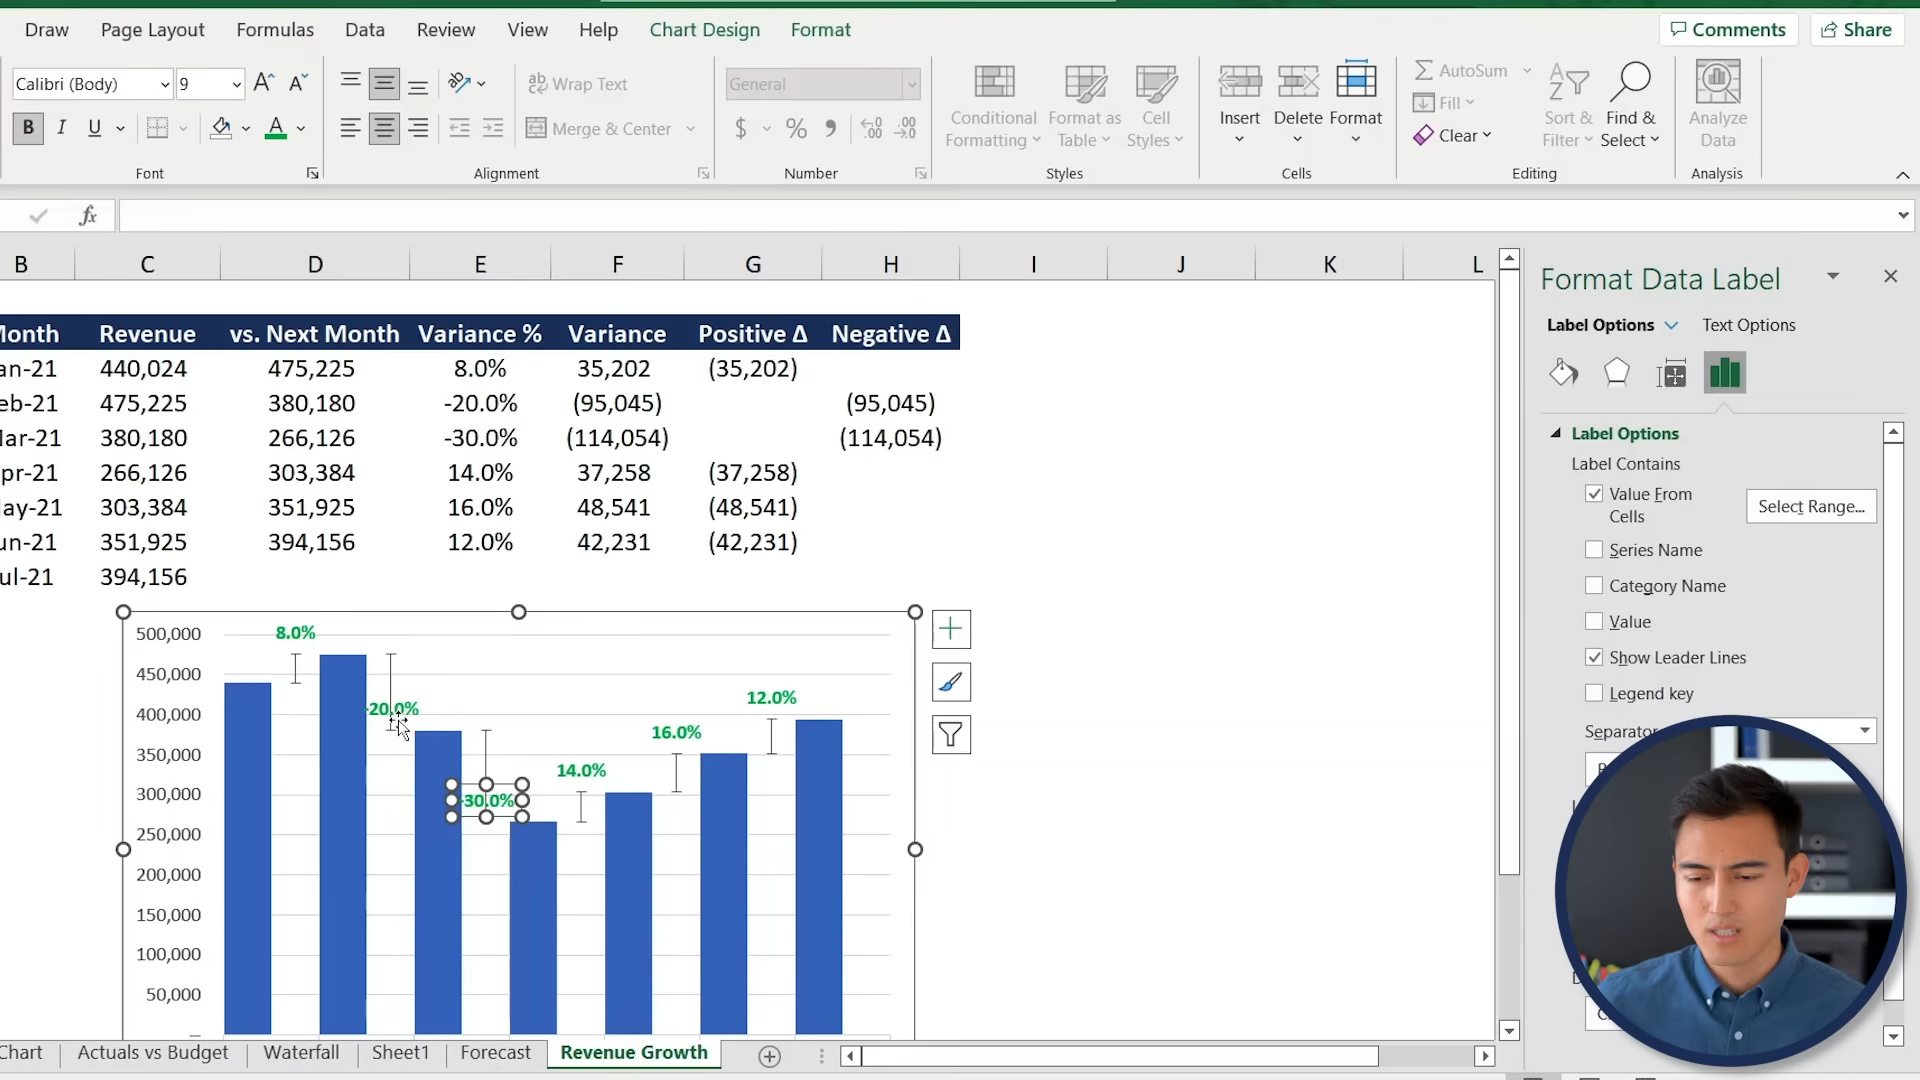 Draw Page Layout Formulas Data Review View Help Chart Design Format Comments Share
Calibri (Body) 9 A A ab Wrap Text General AutoSum
B I U A Merge & Center $ % Conditional Formatting Format as Table Cell Styles Insert Delete Format Fill Clear Sort & Filter Find & Select Analyze Data
Font Alignment Number Styles Cells Editing Analysis
fx
B C D E F G H I J K L
Month Revenue vs. Next Month Variance % Variance Positive Δ Negative Δ
an-21 440,024 475,225 8.0% 35,202 (35,202)
eb-21 475,225 380,180 -20.0% (95,045) (95,045)
ar-21 380,180 266,126 -30.0% (114,054) (114,054)
pr-21 266,126 303,384 14.0% 37,258 (37,258)
ay-21 303,384 351,925 16.0% 48,541 (48,541)
un-21 351,925 394,156 12.0% 42,231 (42,231)
ul-21 394,156
500,000
450,000
400,000
350,000
300,000
250,000
200,000
150,000
100,000
50,000
8.0%
-20.0%
-30.0%
14.0%
16.0%
12.0%
Format Data Label
Label Options Text Options
Label Options
Label Contains
Value From
Cells
Select Range...
Series Name
Category Name
Value
Show Leader Lines
Legend key
Separator
Chart Actuals vs Budget Waterfall Sheet1 Forecast Revenue Growth